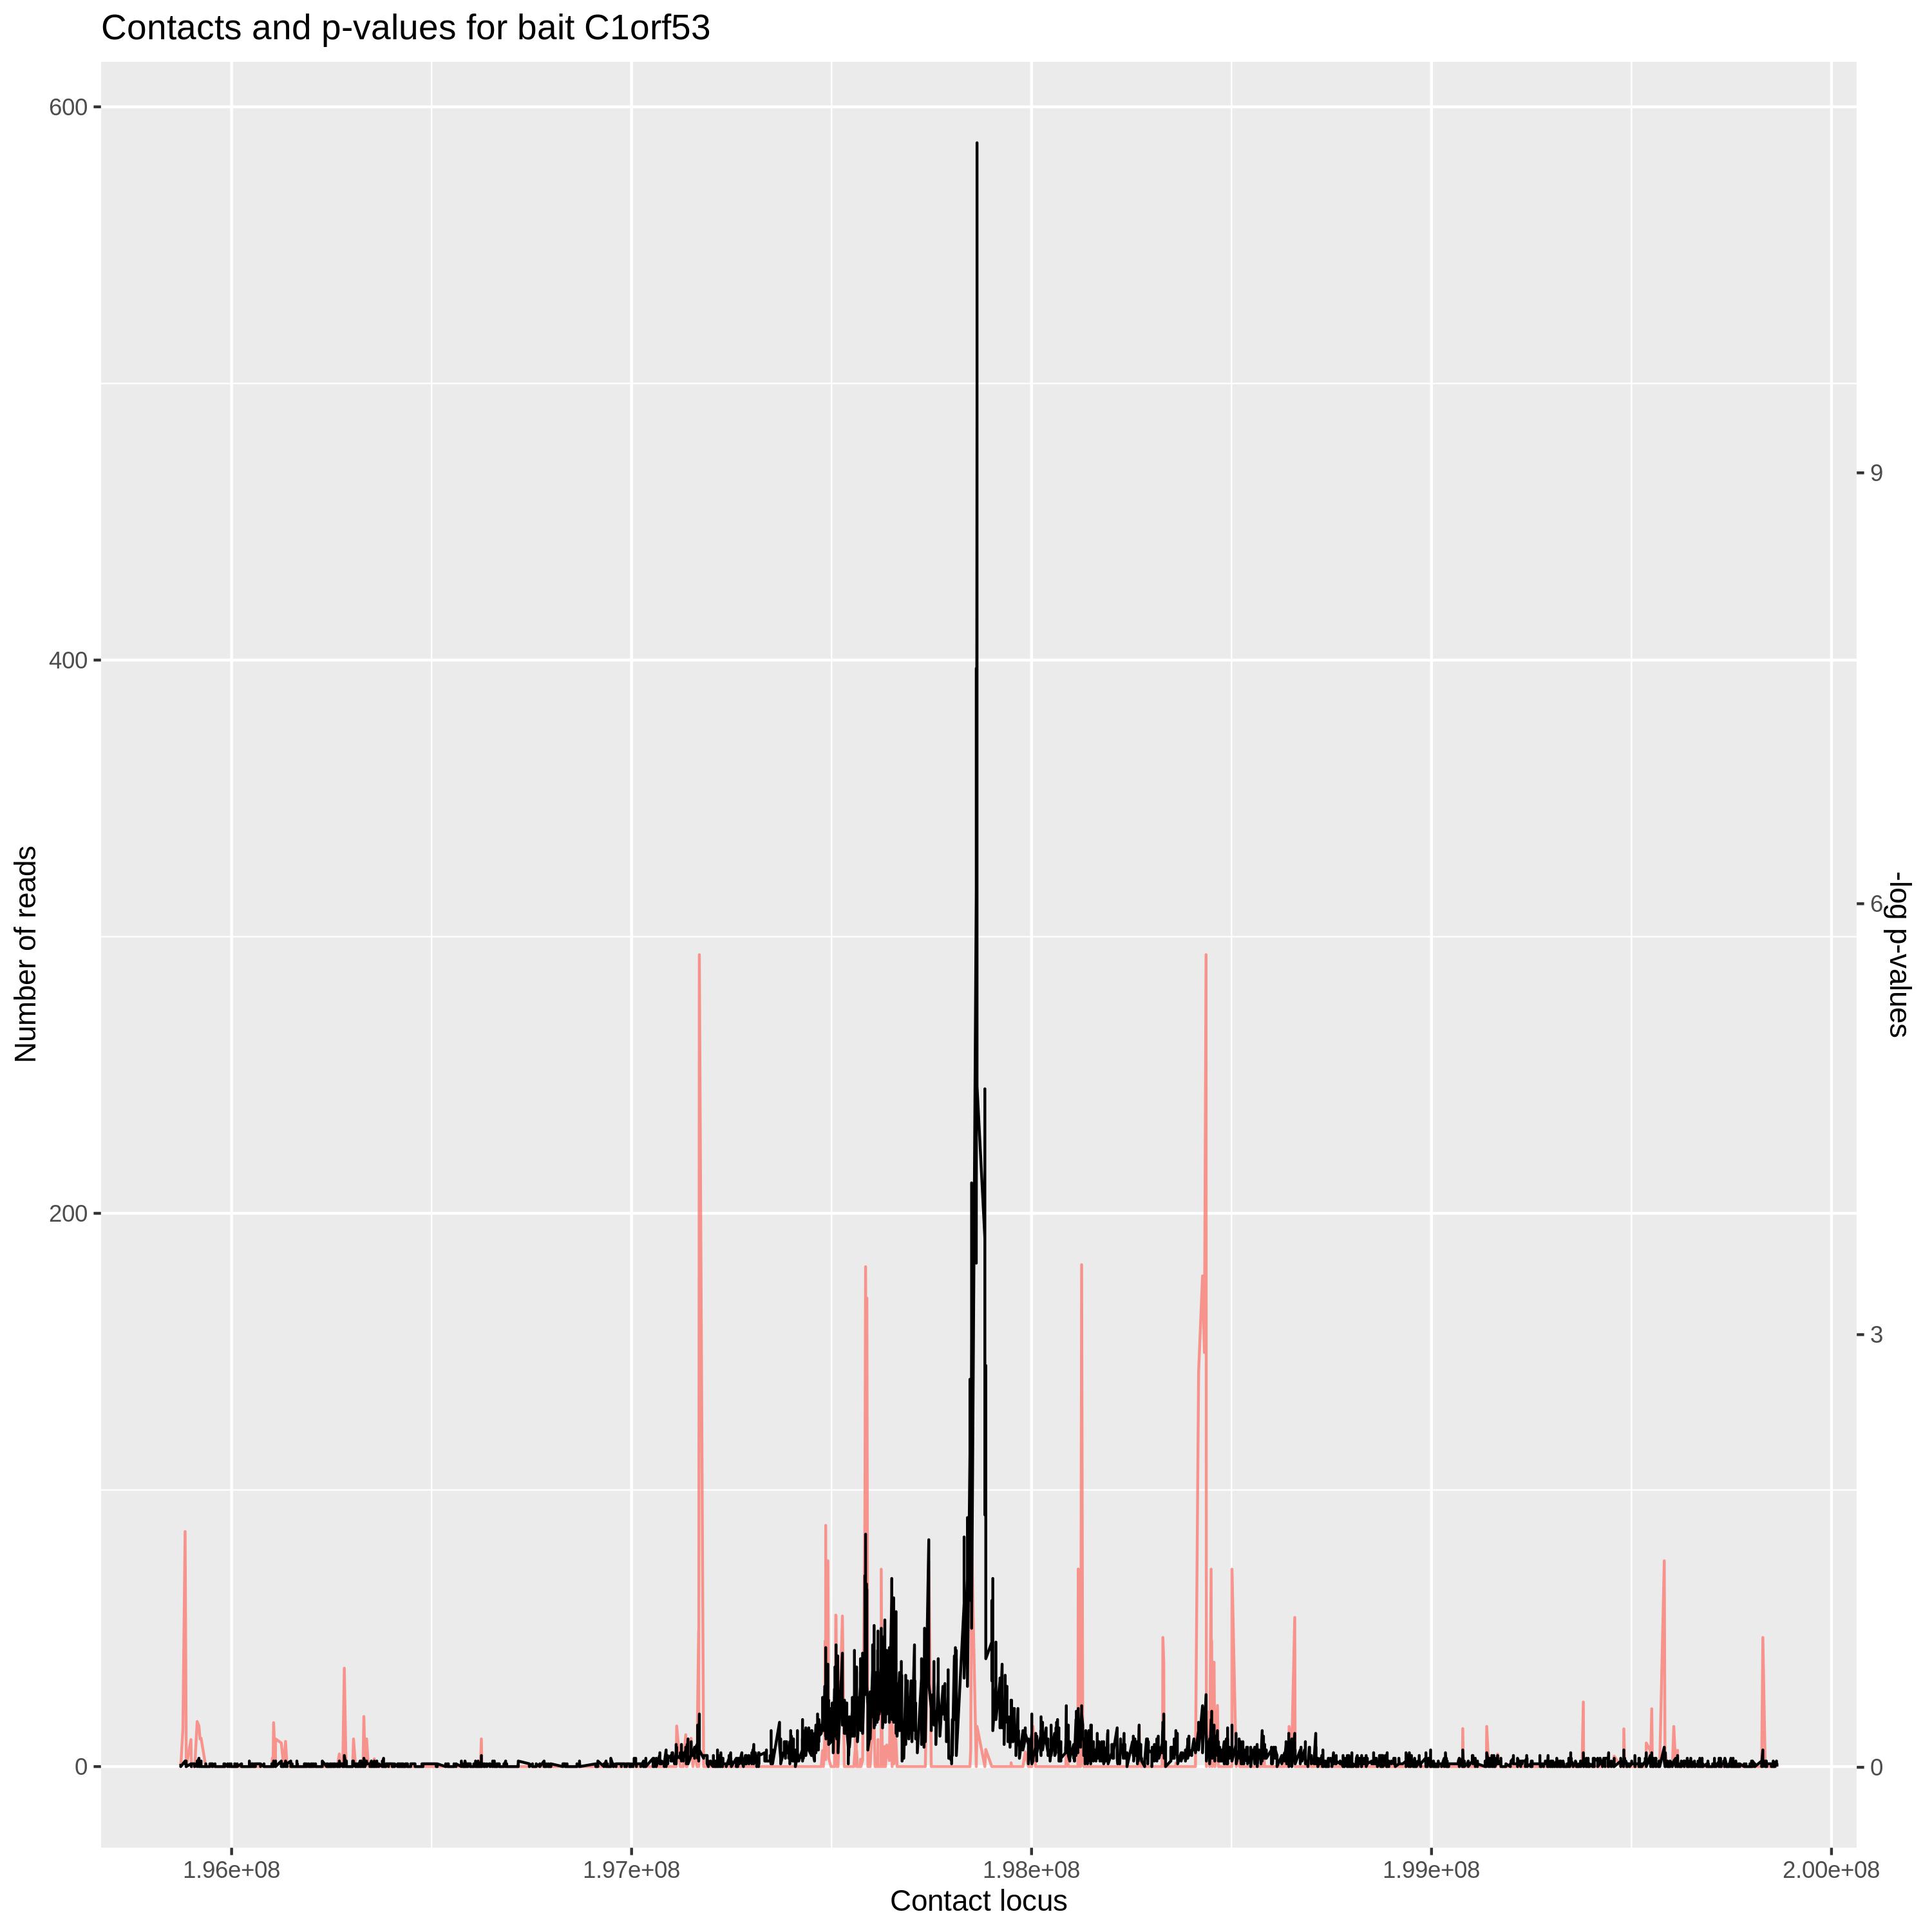 Contacts and p-values for bait C1orf53
600
400
200
0
Number of reads
9
6
3
0
-log p-values
1.96e+08 1.97e+08 1.98e+08 1.99e+08 2.00e+08
Contact locus